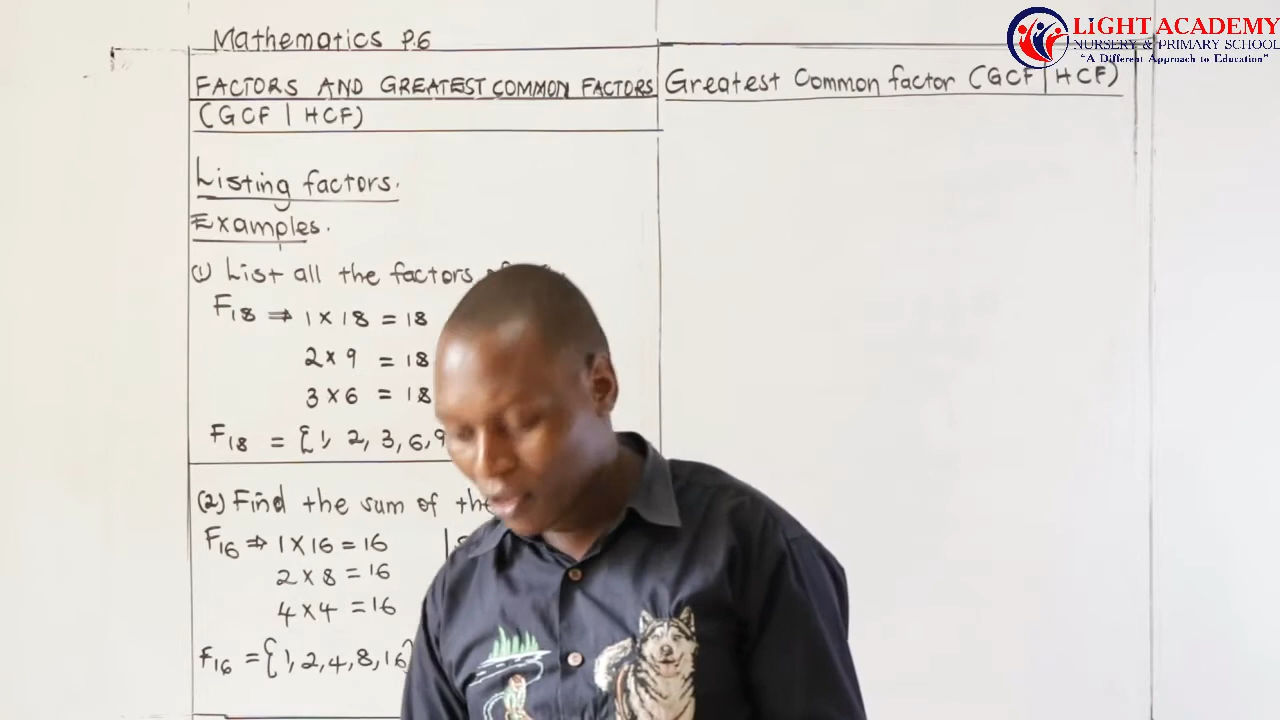 Mathematics P.6
FACTORS AND GREATEST COMMON FACTORS
(GCF | HCF)
Listing factors.
Examples.
(1) List all the factors
F18 ⇒ 1 × 18 = 18
2 × 9 = 18
3 × 6 = 18
F18 = {1, 2, 3, 6, 9
(2) Find the sum of the
F16 ⇒ 1 × 16 = 16
2 × 8 = 16
4 × 4 = 16
F16 = {1, 2, 4, 8, 16}
Greatest Common factor (GCF | HCF)
LIGHT ACADEMY
NURSERY & PRIMARY SCHOOL
"A Different Approach to Education"